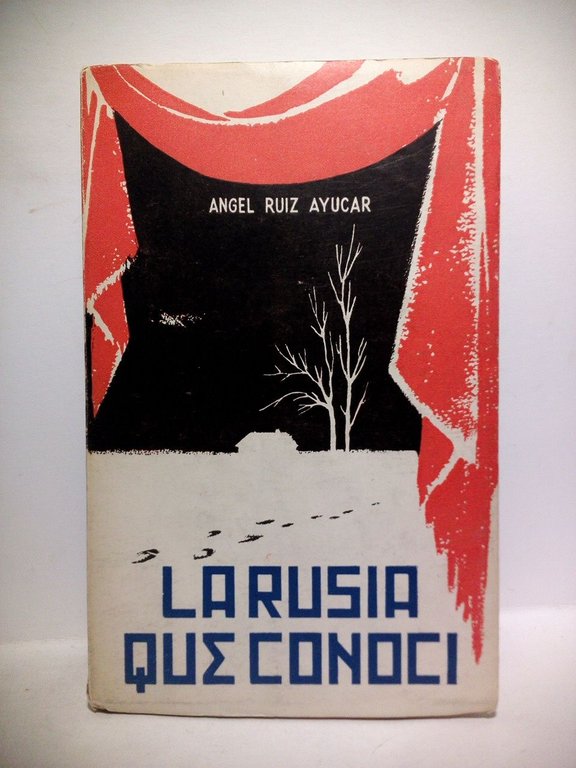 ANGEL RUIZ AYUCAR
LA RUSIA
QUE CONOCI